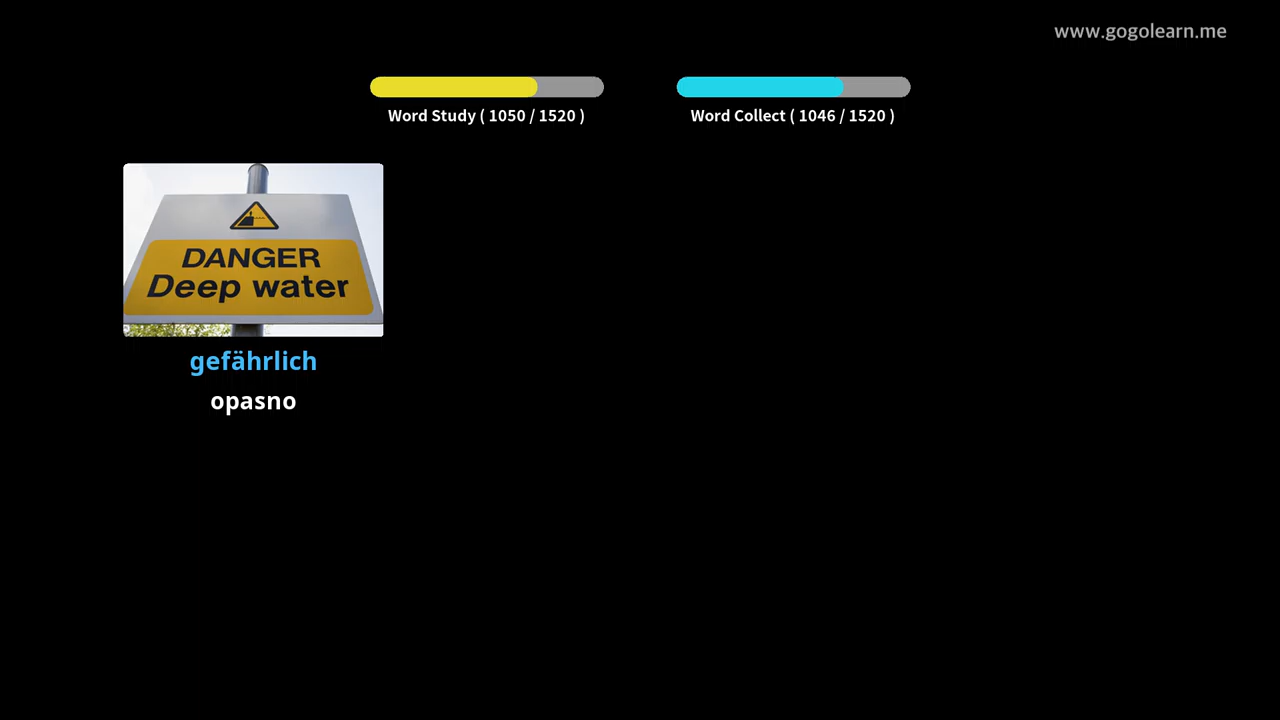 www.gogolearn.me
Word Study ( 1050 / 1520 )
Word Collect ( 1046 / 1520 )
DANGER
Deep water
gefährlich
opasno